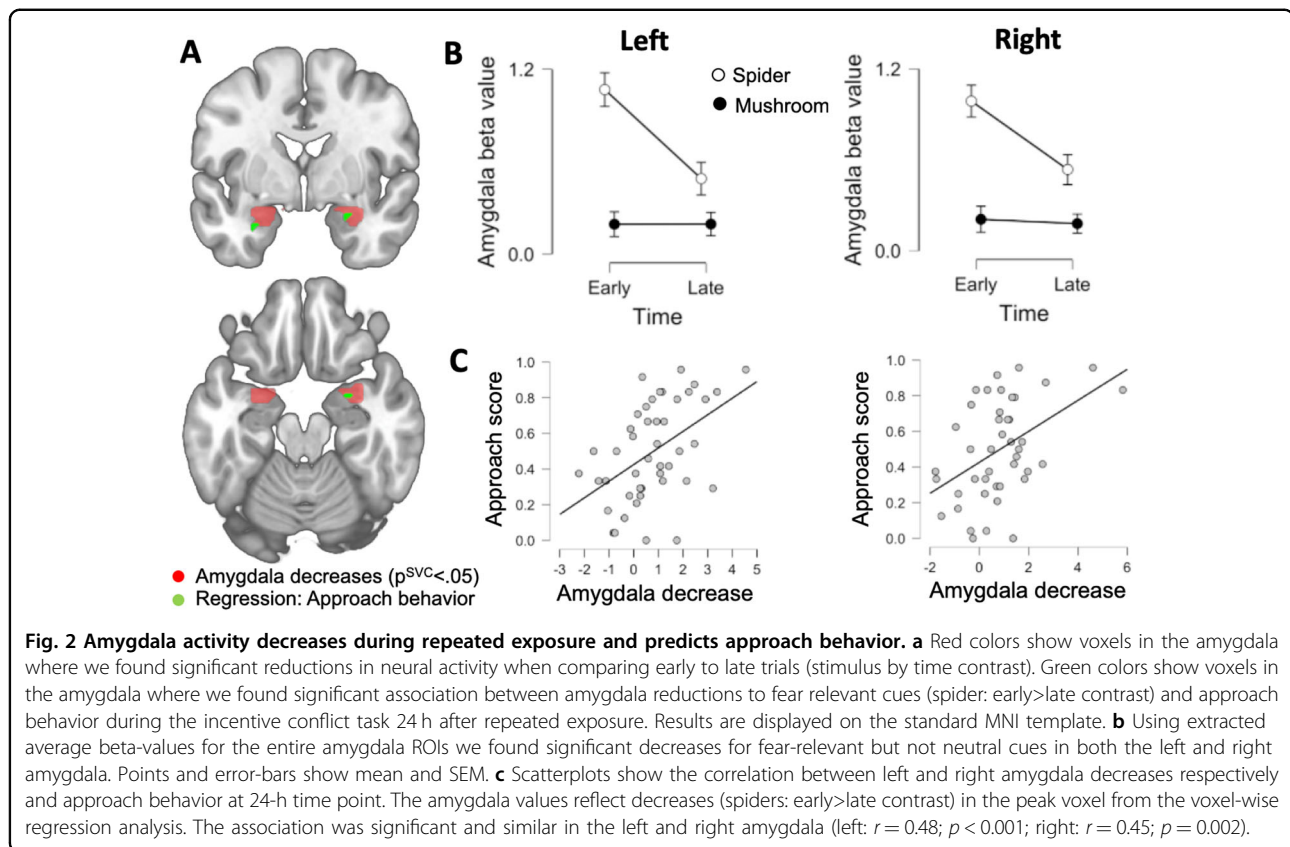 A
B
Left
Right
Spider
Mushroom
Amygdala beta value
1.2
0.0
Early
Late
Time
Amygdala beta value
1.2
0.0
Early
Late
Time
C
Approach score
1.0
0.8
0.6
0.4
0.2
0.0
-3 -2 -1 0 1 2 3 4 5
Amygdala decrease
Approach score
1.0
0.8
0.6
0.4
0.2
0.0
-2 0 2 4 6
Amygdala decrease
Amygdala decreases (pSVC<.05)
Regression: Approach behavior
Fig. 2 Amygdala activity decreases during repeated exposure and predicts approach behavior. a Red colors show voxels in the amygdala
where we found significant reductions in neural activity when comparing early to late trials (stimulus by time contrast). Green colors show voxels in
the amygdala where we found significant association between amygdala reductions to fear relevant cues (spider: early>late contrast) and approach
behavior during the incentive conflict task 24 h after repeated exposure. Results are displayed on the standard MNI template. b Using extracted
average beta-values for the entire amygdala ROIs we found significant decreases for fear-relevant but not neutral cues in both the left and right
amygdala. Points and error-bars show mean and SEM. c Scatterplots show the correlation between left and right amygdala decreases respectively
and approach behavior at 24-h time point. The amygdala values reflect decreases (spiders: early>late contrast) in the peak voxel from the voxel-wise
regression analysis. The association was significant and similar in the left and right amygdala (left: r = 0.48; p < 0.001; right: r = 0.45; p = 0.002).